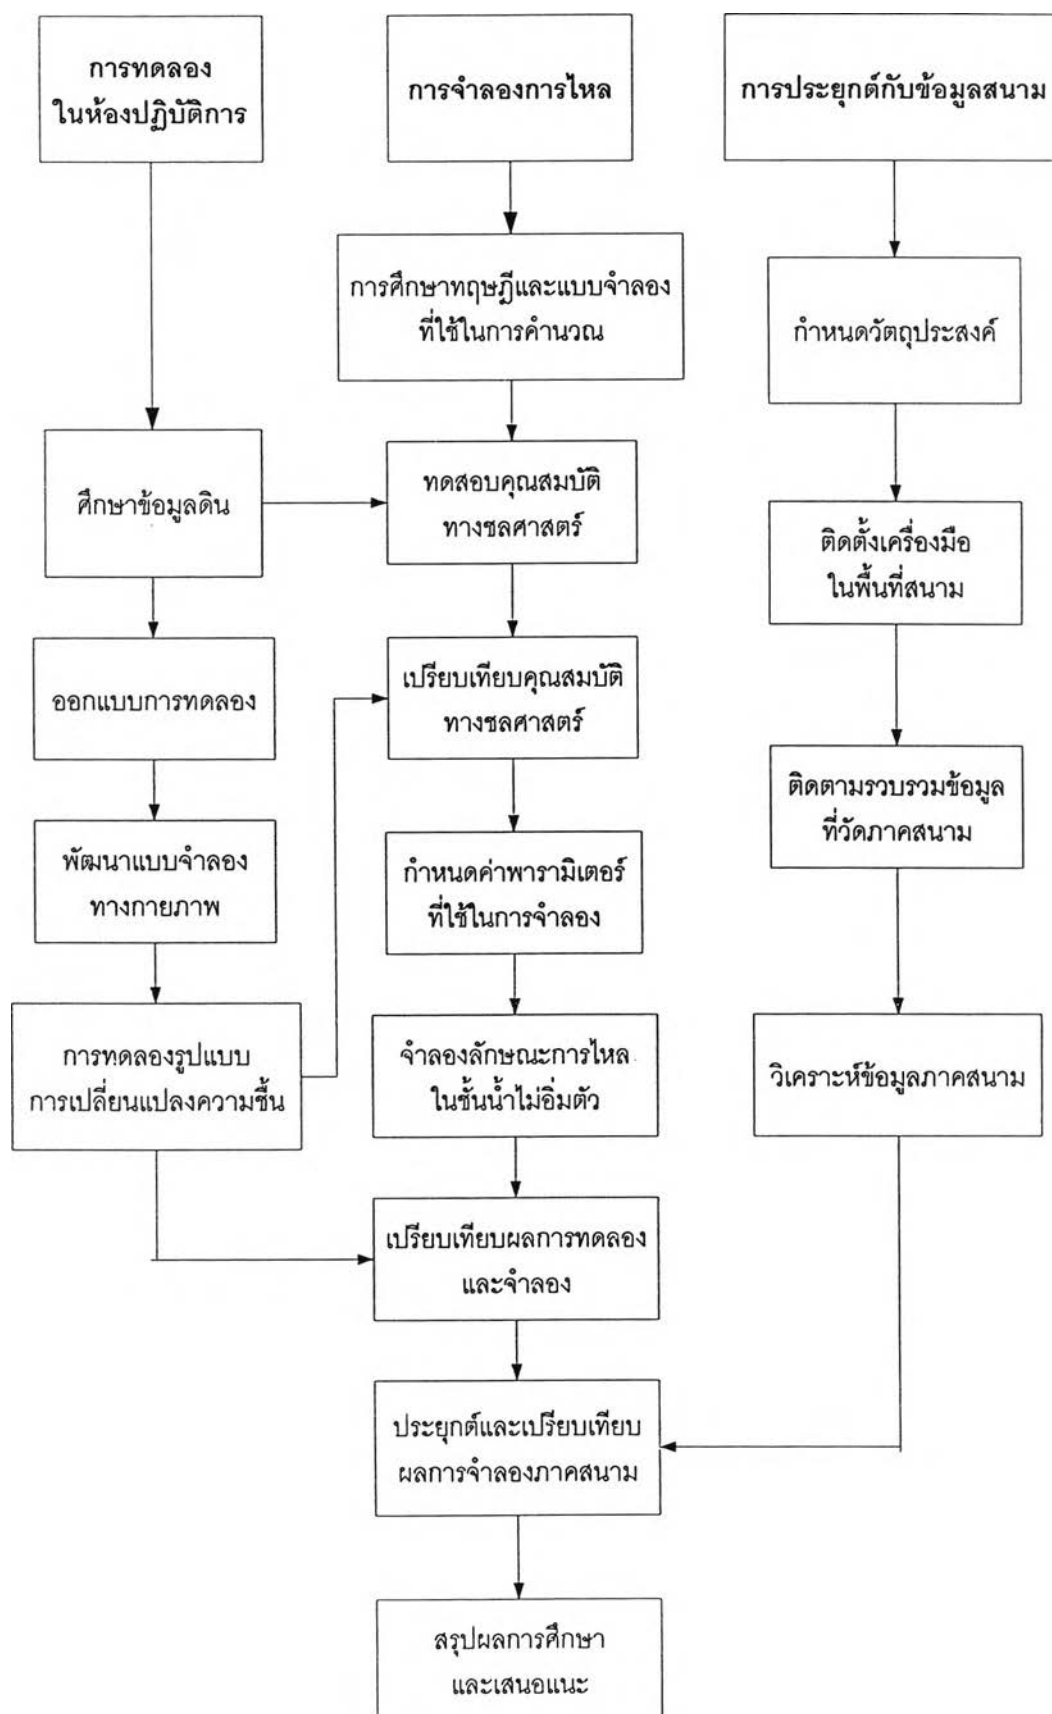 การทดลอง
ในห้องปฏิบัติการ
การจำลองการไหล
การประยุกต์กับข้อมูลสนาม
การศึกษาทฤษฎีและแบบจำลอง
ที่ใช้ในการคำนวณ
กำหนดวัตถุประสงค์
ศึกษาข้อมูลดิน
ทดสอบคุณสมบัติ
ทางชลศาสตร์
ติดตั้งเครื่องมือ
ในพื้นที่สนาม
ออกแบบการทดลอง
เปรียบเทียบคุณสมบัติ
ทางชลศาสตร์
ติดตามรวบรวมข้อมูล
ที่วัดภาคสนาม
พัฒนาแบบจำลอง
ทางกายภาพ
กำหนดค่าพารามิเตอร์
ที่ใช้ในการจำลอง
การทดลองรูปแบบ
การเปลี่ยนแปลงความชื้น
จำลองลักษณะการไหล
ในชั้นน้ำไม่อิ่มตัว
วิเคราะห์ข้อมูลภาคสนาม
เปรียบเทียบผลการทดลอง
และจำลอง
ประยุกต์และเปรียบเทียบ
ผลการจำลองภาคสนาม
สรุปผลการศึกษา
และเสนอแนะ